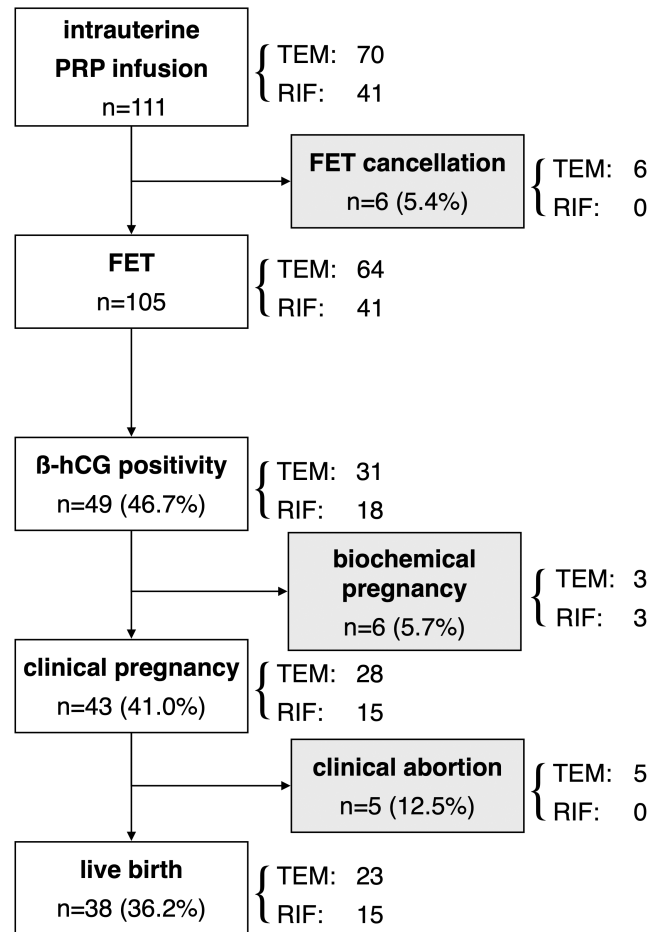 intrauterine
PRP infusion
n=111
TEM: 70
RIF: 41
FET cancellation
n=6 (5.4%)
TEM: 6
RIF: 0
FET
n=105
TEM: 64
RIF: 41
ß-hCG positivity
n=49 (46.7%)
TEM: 31
RIF: 18
biochemical
pregnancy
n=6 (5.7%)
TEM: 3
RIF: 3
clinical pregnancy
n=43 (41.0%)
TEM: 28
RIF: 15
clinical abortion
n=5 (12.5%)
TEM: 5
RIF: 0
live birth
n=38 (36.2%)
TEM: 23
RIF: 15